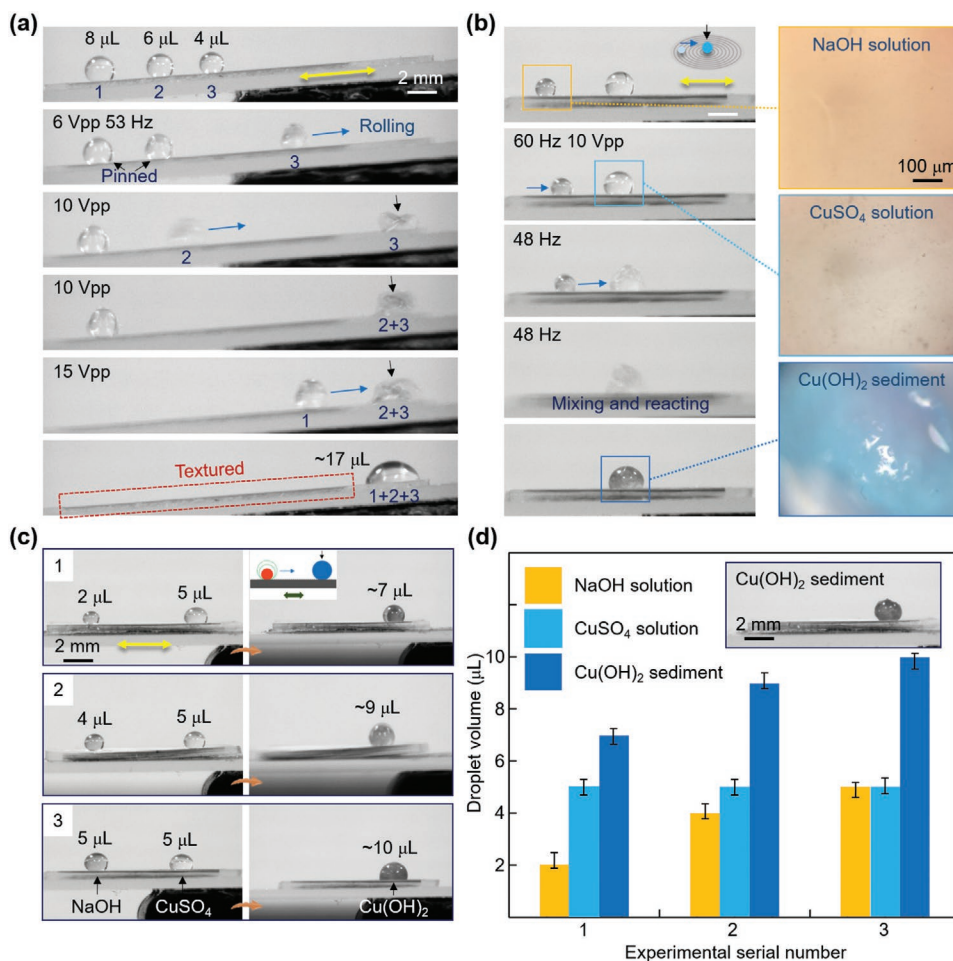 (a)
8 μL 6 μL 4 μL
1 2 3
2 mm
6 Vpp 53 Hz
Rolling
Pinned
3
10 Vpp
2
3
10 Vpp
2+3
15 Vpp
1
2+3
Textured
~17 μL
1+2+3
(b)
60 Hz 10 Vpp
48 Hz
48 Hz
Mixing and reacting
NaOH solution
100 μm
CuSO₄ solution
Cu(OH)₂ sediment
(c)
1
2 μL 5 μL
2 mm
~7 μL
2
4 μL 5 μL
~9 μL
3
5 μL 5 μL
NaOH CuSO₄
~10 μL
Cu(OH)₂
(d)
NaOH solution
CuSO₄ solution
Cu(OH)₂ sediment
Cu(OH)₂ sediment
2 mm
Droplet volume (μL)
10
8
6
4
2
1 2 3
Experimental serial number